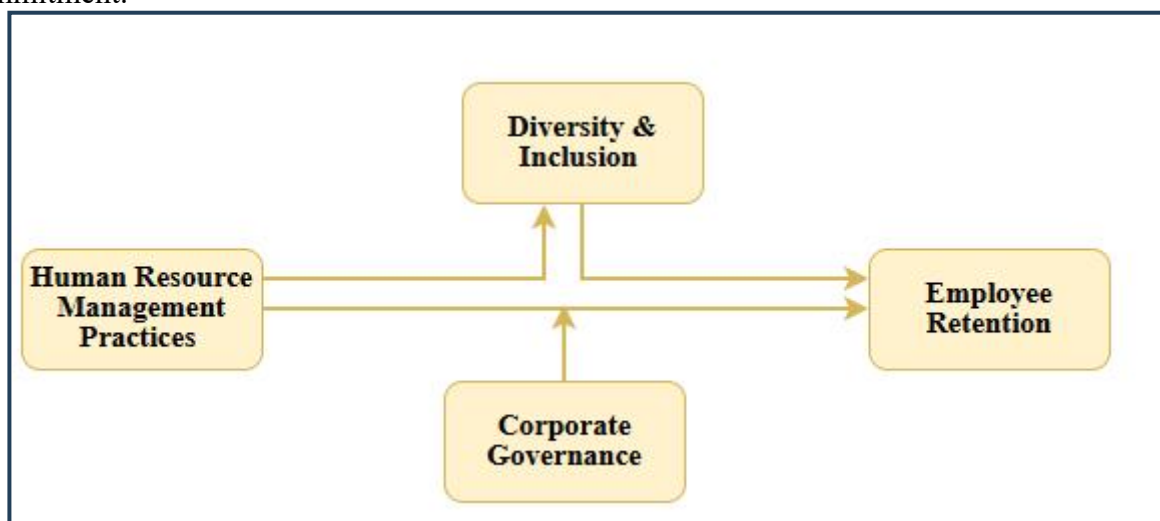 Diversity &
Inclusion
Human Resource
Management
Practices
Employee
Retention
Corporate
Governance